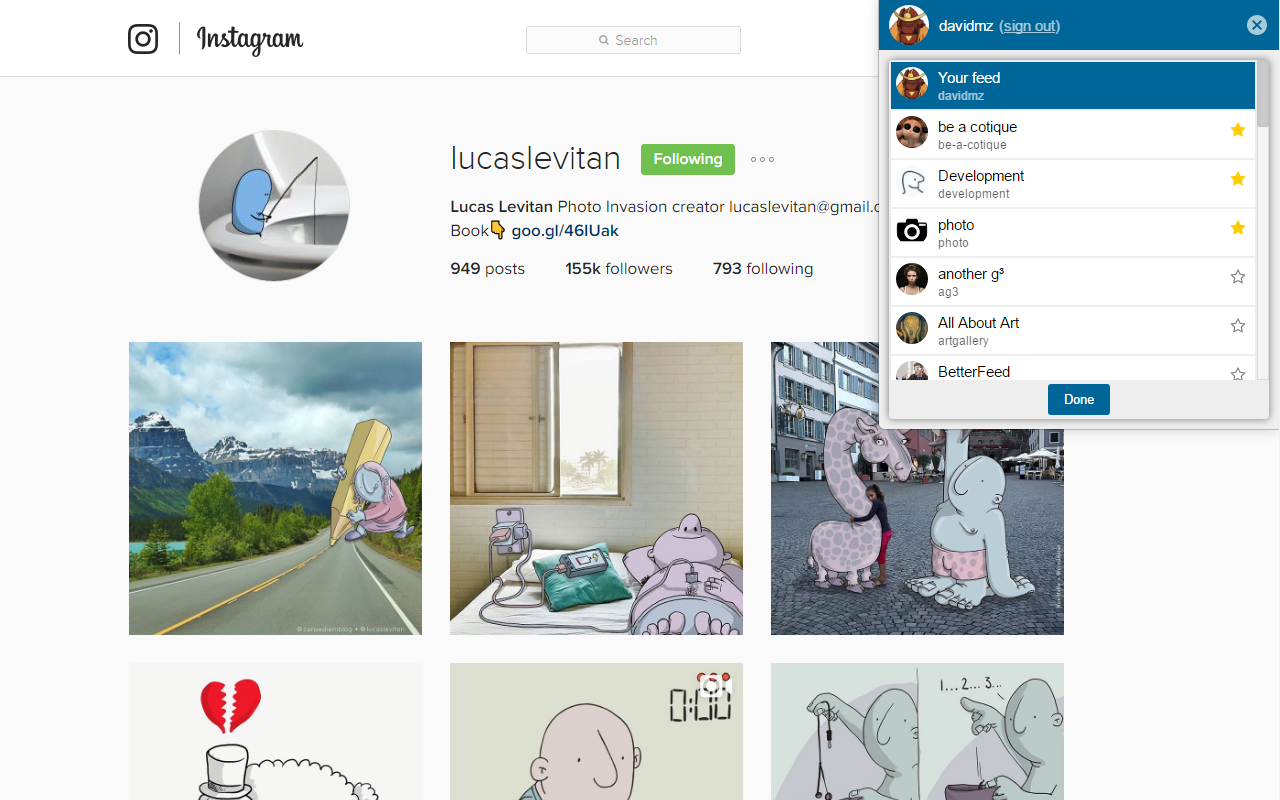 Instagram
Search
davidmz (sign out)
Your feed
davidmz
be a cotique
be-a-cotique
Development
development
photo
photo
another g³
ag3
All About Art
artgallery
BetterFeed
Done
lucaslevitan Following
Lucas Levitan Photo Invasion creator lucaslevitan@gmail.c
Book👇 goo.gl/46IUak
949 posts 155k followers 793 following
@carpediemblog + @lucaslevitan
0:00
1... 2... 3...